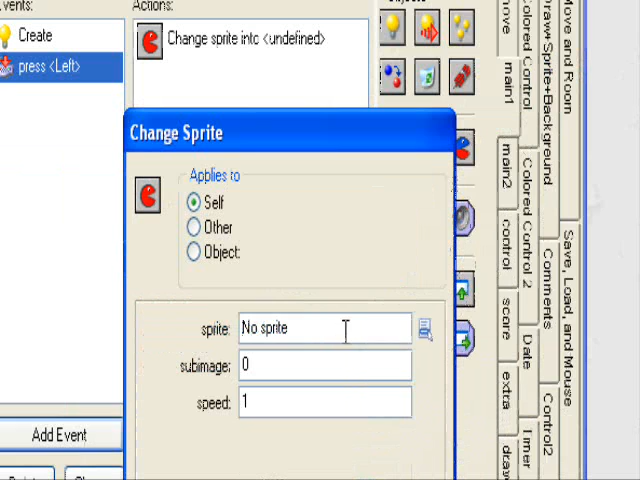 vents:
Actions:
Create
press <Left>
Change sprite into <undefined>
Change Sprite
Applies to
Self
Other
Object:
sprite: No sprite
subimage: 0
speed: 1
Add Event
move
main1
main2
control
score
extra
draw
Colored Control
Colored Control 2
Date
Timer
Draw+Sprite+Background
Comments
Control2
Move and Room
Save, Load, and Mouse